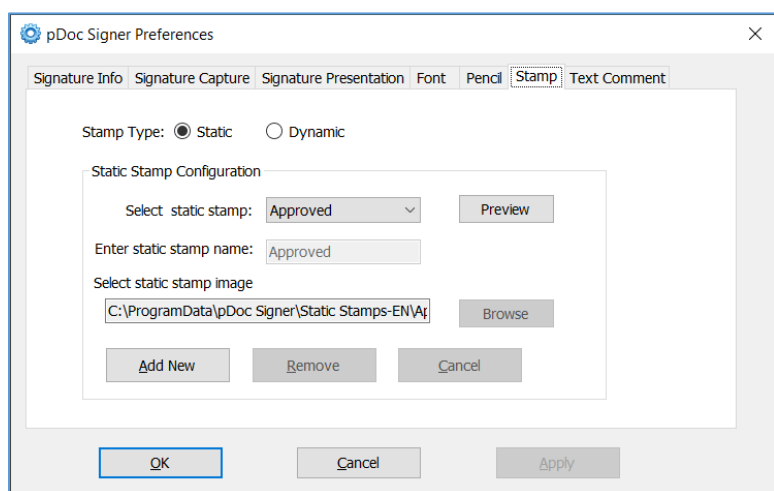 pDoc Signer Preferences
Signature Info Signature Capture Signature Presentation Font Pencil Stamp Text Comment
Stamp Type: Static Dynamic
Static Stamp Configuration
Select static stamp: Approved Preview
Enter static stamp name: Approved
Select static stamp image
C:\ProgramData\pDoc Signer\Static Stamps-EN\Ap Browse
Add New Remove Cancel
OK Cancel Apply